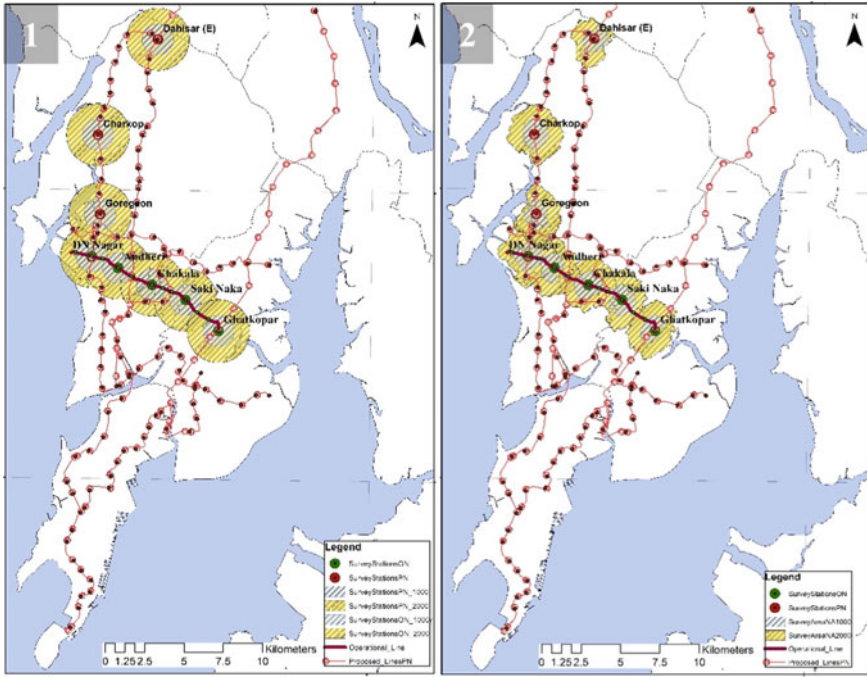 1
N
Dahisar (E)
Charkop
Goregaon
DN Nagar
Andheri
Chakala
Saki Naka
Ghatkopar
Legend
SurveyStationsON
SurveyStationsPN
SurveyStationsPN_1000
SurveyStationsPN_2000
SurveyStationsON_1000
SurveyStationsON_2000
Operational_Line
Proposed_LinesPN
Kilometers
0 1.25 2.5 5 7.5 10
2
N
Dahisar (E)
Charkop
Goregaon
DN Nagar
Andheri
Chakala
Saki Naka
Ghatkopar
Legend
SurveyStationsON
SurveyStationsPN
SurveyAreaNA1000
SurveyAreaNA2000
Operational_Line
Proposed_LinesPN
Kilometers
0 1.25 2.5 5 7.5 10